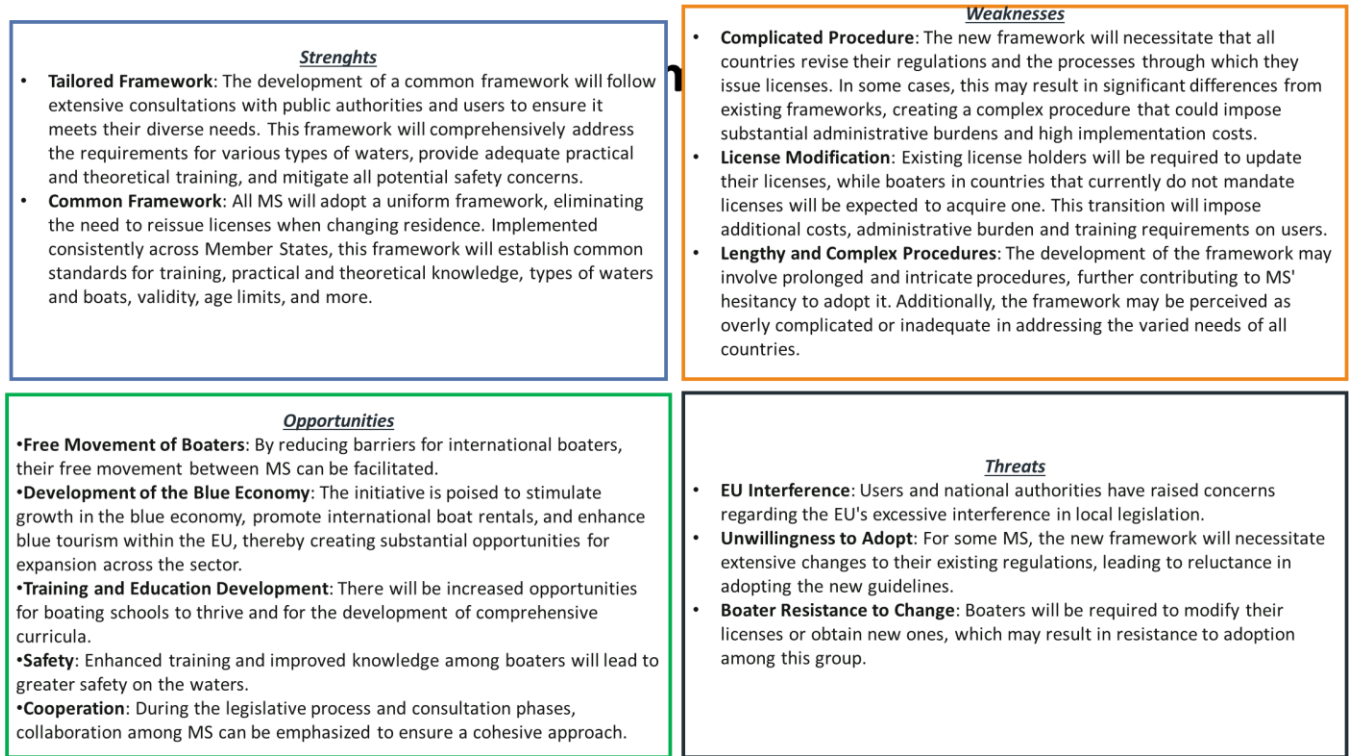 Strenghts
• Tailored Framework: The development of a common framework will follow
extensive consultations with public authorities and users to ensure it
meets their diverse needs. This framework will comprehensively address
the requirements for various types of waters, provide adequate practical
and theoretical training, and mitigate all potential safety concerns.
• Common Framework: All MS will adopt a uniform framework, eliminating
the need to reissue licenses when changing residence. Implemented
consistently across Member States, this framework will establish common
standards for training, practical and theoretical knowledge, types of waters
and boats, validity, age limits, and more.
Weaknesses
• Complicated Procedure: The new framework will necessitate that all
countries revise their regulations and the processes through which they
issue licenses. In some cases, this may result in significant differences from
existing frameworks, creating a complex procedure that could impose
substantial administrative burdens and high implementation costs.
• License Modification: Existing license holders will be required to update
their licenses, while boaters in countries that currently do not mandate
licenses will be expected to acquire one. This transition will impose
additional costs, administrative burden and training requirements on users.
• Lengthy and Complex Procedures: The development of the framework may
involve prolonged and intricate procedures, further contributing to MS'
hesitancy to adopt it. Additionally, the framework may be perceived as
overly complicated or inadequate in addressing the varied needs of all
countries.
Opportunities
•Free Movement of Boaters: By reducing barriers for international boaters,
their free movement between MS can be facilitated.
•Development of the Blue Economy: The initiative is poised to stimulate
growth in the blue economy, promote international boat rentals, and enhance
blue tourism within the EU, thereby creating substantial opportunities for
expansion across the sector.
•Training and Education Development: There will be increased opportunities
for boating schools to thrive and for the development of comprehensive
curricula.
•Safety: Enhanced training and improved knowledge among boaters will lead to
greater safety on the waters.
•Cooperation: During the legislative process and consultation phases,
collaboration among MS can be emphasized to ensure a cohesive approach.
Threats
• EU Interference: Users and national authorities have raised concerns
regarding the EU's excessive interference in local legislation.
• Unwillingness to Adopt: For some MS, the new framework will necessitate
extensive changes to their existing regulations, leading to reluctance in
adopting the new guidelines.
• Boater Resistance to Change: Boaters will be required to modify their
licenses or obtain new ones, which may result in resistance to adoption
among this group.